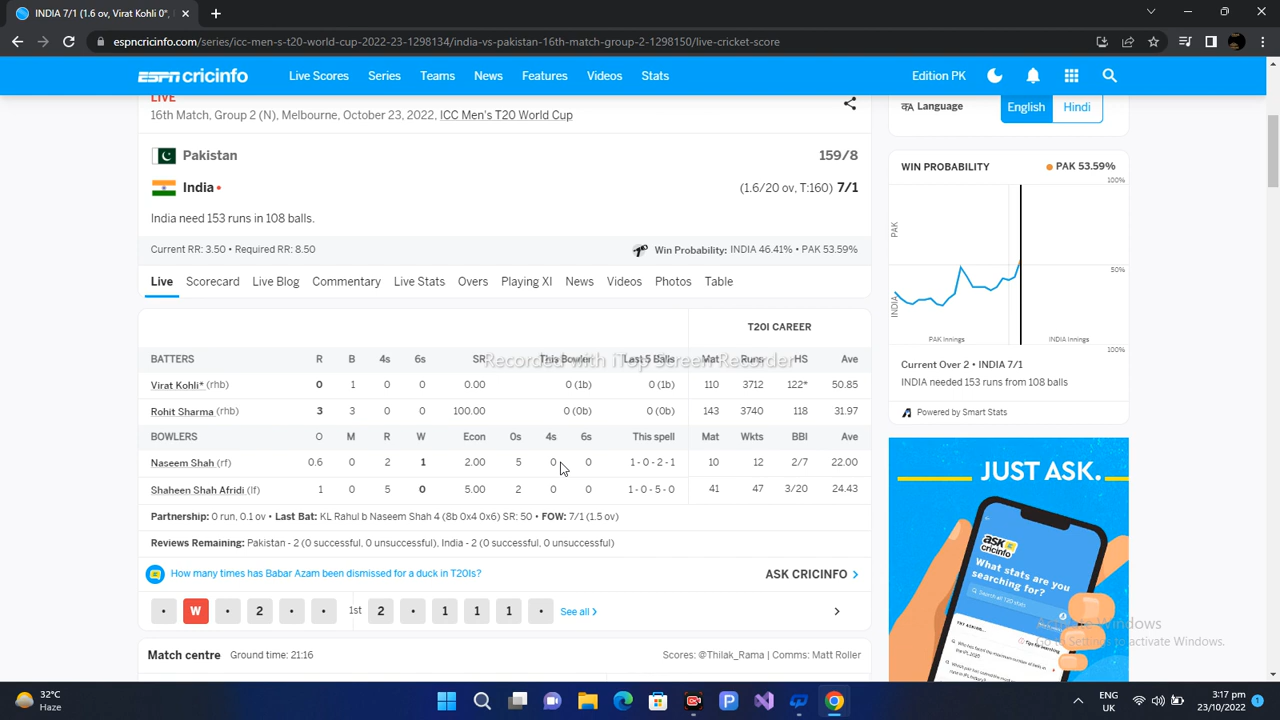 INDIA 7/1 (1.6 ov, Virat Kohli 0*,
espncricinfo.com/series/icc-men-s-t20-world-cup-2022-23-1298134/india-vs-pakistan-16th-match-group-2-1298150/live-cricket-score
ESPN cricinfo Live Scores Series Teams News Features Videos Stats Edition PK
LIVE
16th Match, Group 2 (N), Melbourne, October 23, 2022, ICC Men's T20 World Cup
Language English Hindi
Pakistan 159/8
India • (1.6/20 ov, T:160) 7/1
India need 153 runs in 108 balls.
Current RR: 3.50 • Required RR: 8.50 Win Probability: INDIA 46.41% • PAK 53.59%
Live Scorecard Live Blog Commentary Live Stats Overs Playing XI News Videos Photos Table
T20I CAREER
BATTERS R B 4s 6s SR This Bowler Last 5 Balls Mat Runs HS Ave
Recorded with iTop Screen Recorder
Virat Kohli* (rhb) 0 1 0 0 0.00 0 (1b) 0 (1b) 110 3712 122* 50.85
Rohit Sharma (rhb) 3 3 0 0 100.00 0 (0b) 0 (0b) 143 3740 118 31.97
BOWLERS O M R W Econ 0s 4s 6s This spell Mat Wkts BBI Ave
Naseem Shah (rf) 0.6 0 2 1 2.00 5 0 0 1 - 0 - 2 - 1 10 12 2/7 22.00
Shaheen Shah Afridi (lf) 1 0 5 0 5.00 2 0 0 1 - 0 - 5 - 0 41 47 3/20 24.43
Partnership: 0 run, 0.1 ov • Last Bat: KL Rahul b Naseem Shah 4 (8b 0x4 0x6) SR: 50 • FOW: 7/1 (1.5 ov)
Reviews Remaining: Pakistan - 2 (0 successful, 0 unsuccessful), India - 2 (0 successful, 0 unsuccessful)
How many times has Babar Azam been dismissed for a duck in T20Is? ASK CRICINFO
• W • 2 • • 1st 2 • 1 1 1 • See all
Match centre Ground time: 21:16 Scores: @Thilak_Rama | Comms: Matt Roller
WIN PROBABILITY PAK 53.59%
100%
PAK
50%
INDIA
PAK Innings INDIA Innings
100%
Current Over 2 • INDIA 7/1
INDIA needed 153 runs from 108 balls
Powered by Smart Stats
JUST ASK.
ASK cricinfo
What stats are you
searching for?
Activate Windows
Go to Settings to activate Windows.
32°C
Haze
ENG
UK
3:17 pm
23/10/2022